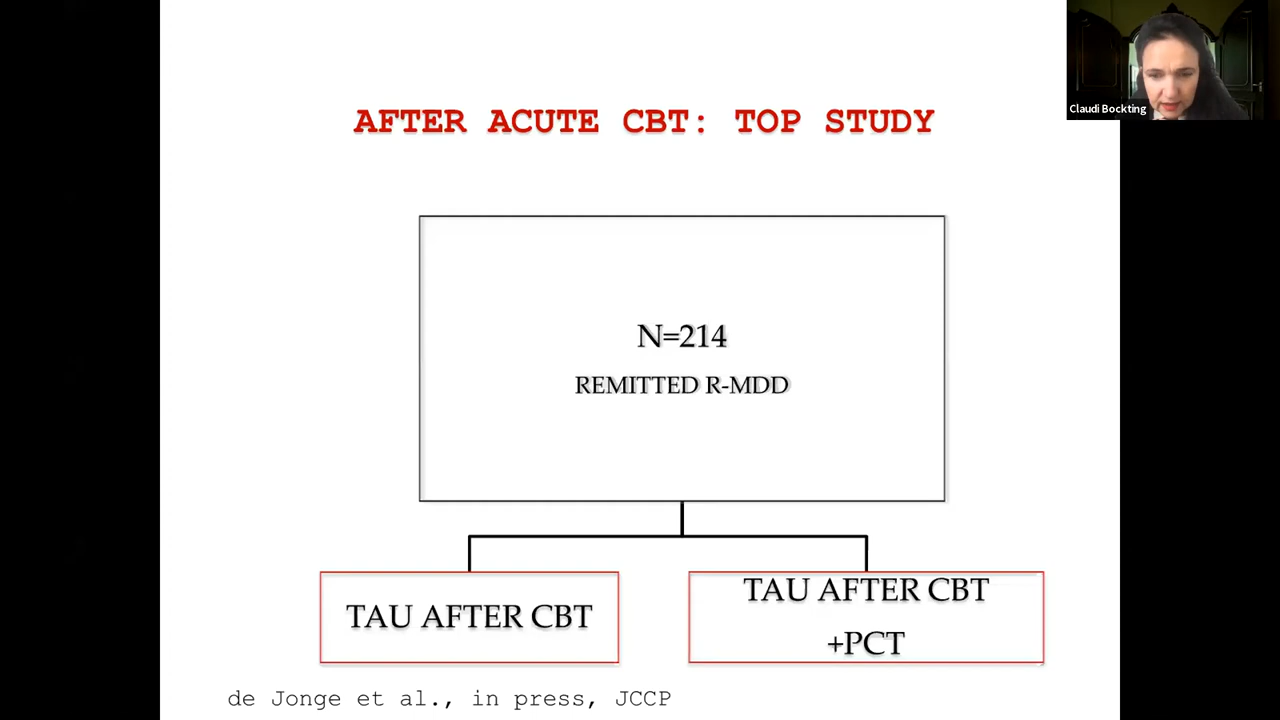 Claudi Bockting
AFTER ACUTE CBT: TOP STUDY
N=214
REMITTED R-MDD
TAU AFTER CBT
TAU AFTER CBT
+PCT
de Jonge et al., in press, JCCP